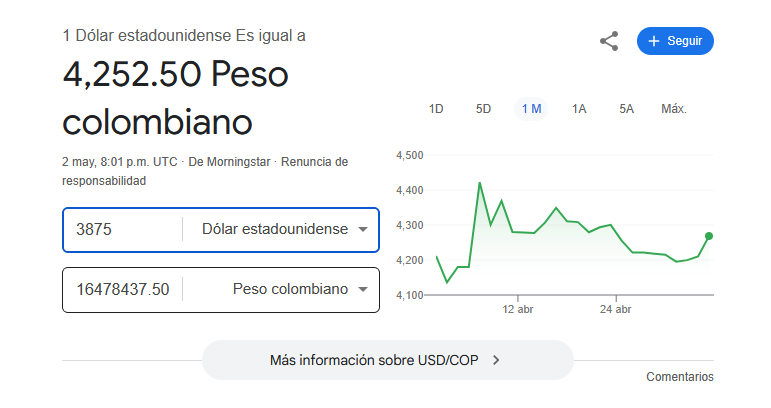 1 Dólar estadounidense Es igual a
4,252.50 Peso
colombiano
2 may, 8:01 p.m. UTC · De Morningstar · Renuncia de
responsabilidad
3875 Dólar estadounidense
16478437.50 Peso colombiano
Seguir
1D 5D 1 M 1A 5A Máx.
4,500
4,400
4,300
4,200
4,100
12 abr 24 abr
Más información sobre USD/COP
Comentarios